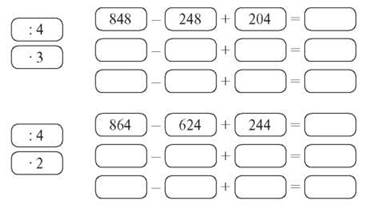 848 – 248 + 204 =
: 4
· 3
– + =
– + =
864 – 624 + 244 =
: 4
· 2
– + =
– + =